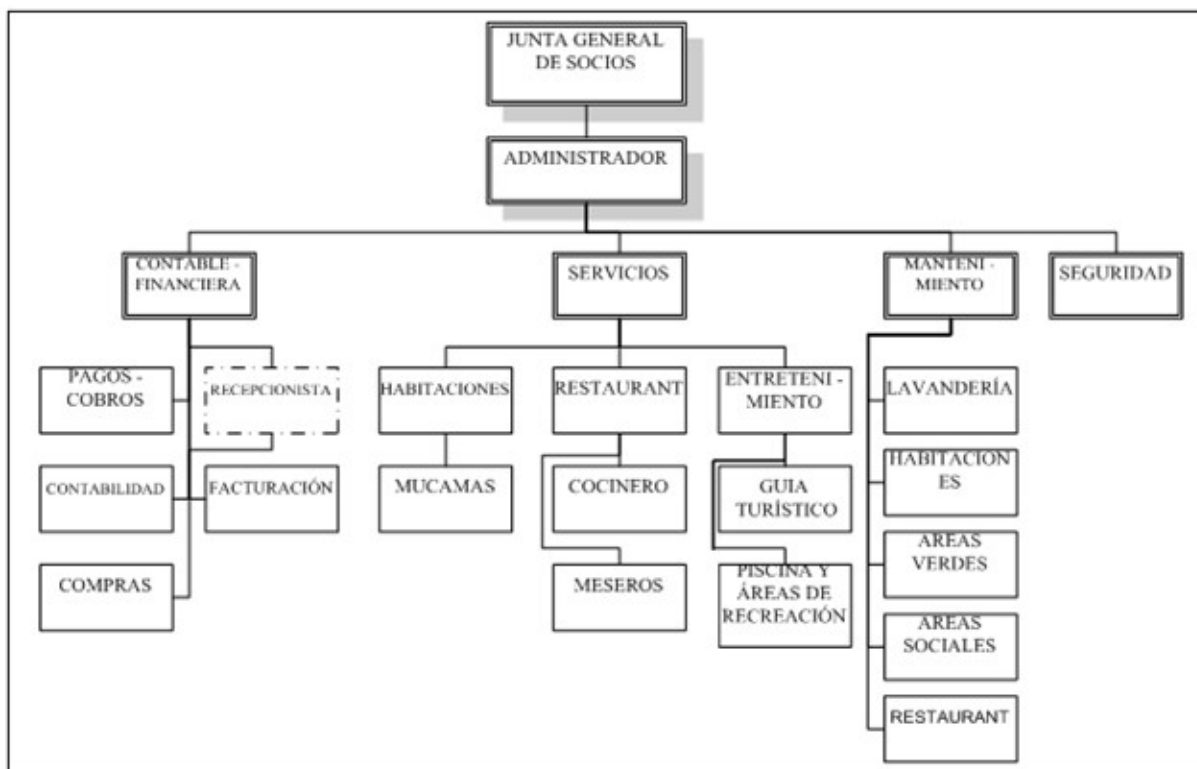 JUNTA GENERAL
DE SOCIOS
ADMINISTRADOR
CONTABLE -
FINANCIERA
SERVICIOS
MANTENI -
MIENTO
SEGURIDAD
PAGOS -
COBROS
RECEPCIONISTA
HABITACIONES
RESTAURANT
ENTRETENI -
MIENTO
LAVANDERÍA
CONTABILIDAD
FACTURACIÓN
MUCAMAS
COCINERO
GUIA
TURÍSTICO
HABITACION
ES
COMPRAS
MESEROS
PISCINA Y
ÁREAS DE
RECREACIÓN
AREAS
VERDES
AREAS
SOCIALES
RESTAURANT